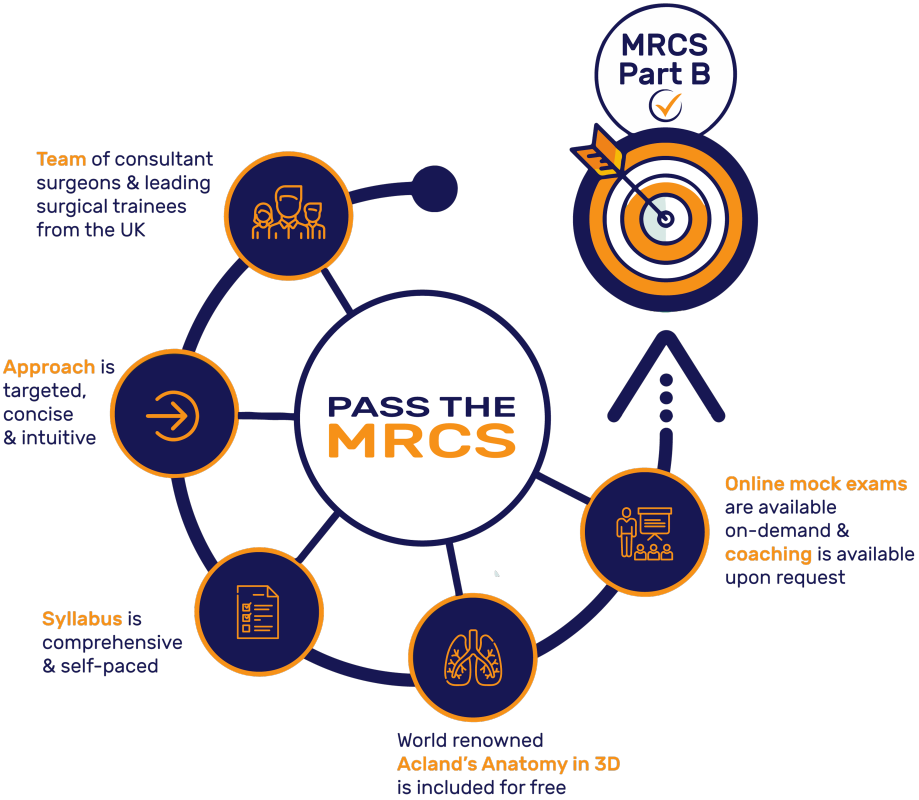 MRCS
Part B
Team of consultant
surgeons & leading
surgical trainees
from the UK
Approach is
targeted,
concise
& intuitive
PASS THE
MRCS
Online mock exams
are available
on-demand &
coaching is available
upon request
Syllabus is
comprehensive
& self-paced
World renowned
Acland's Anatomy in 3D
is included for free